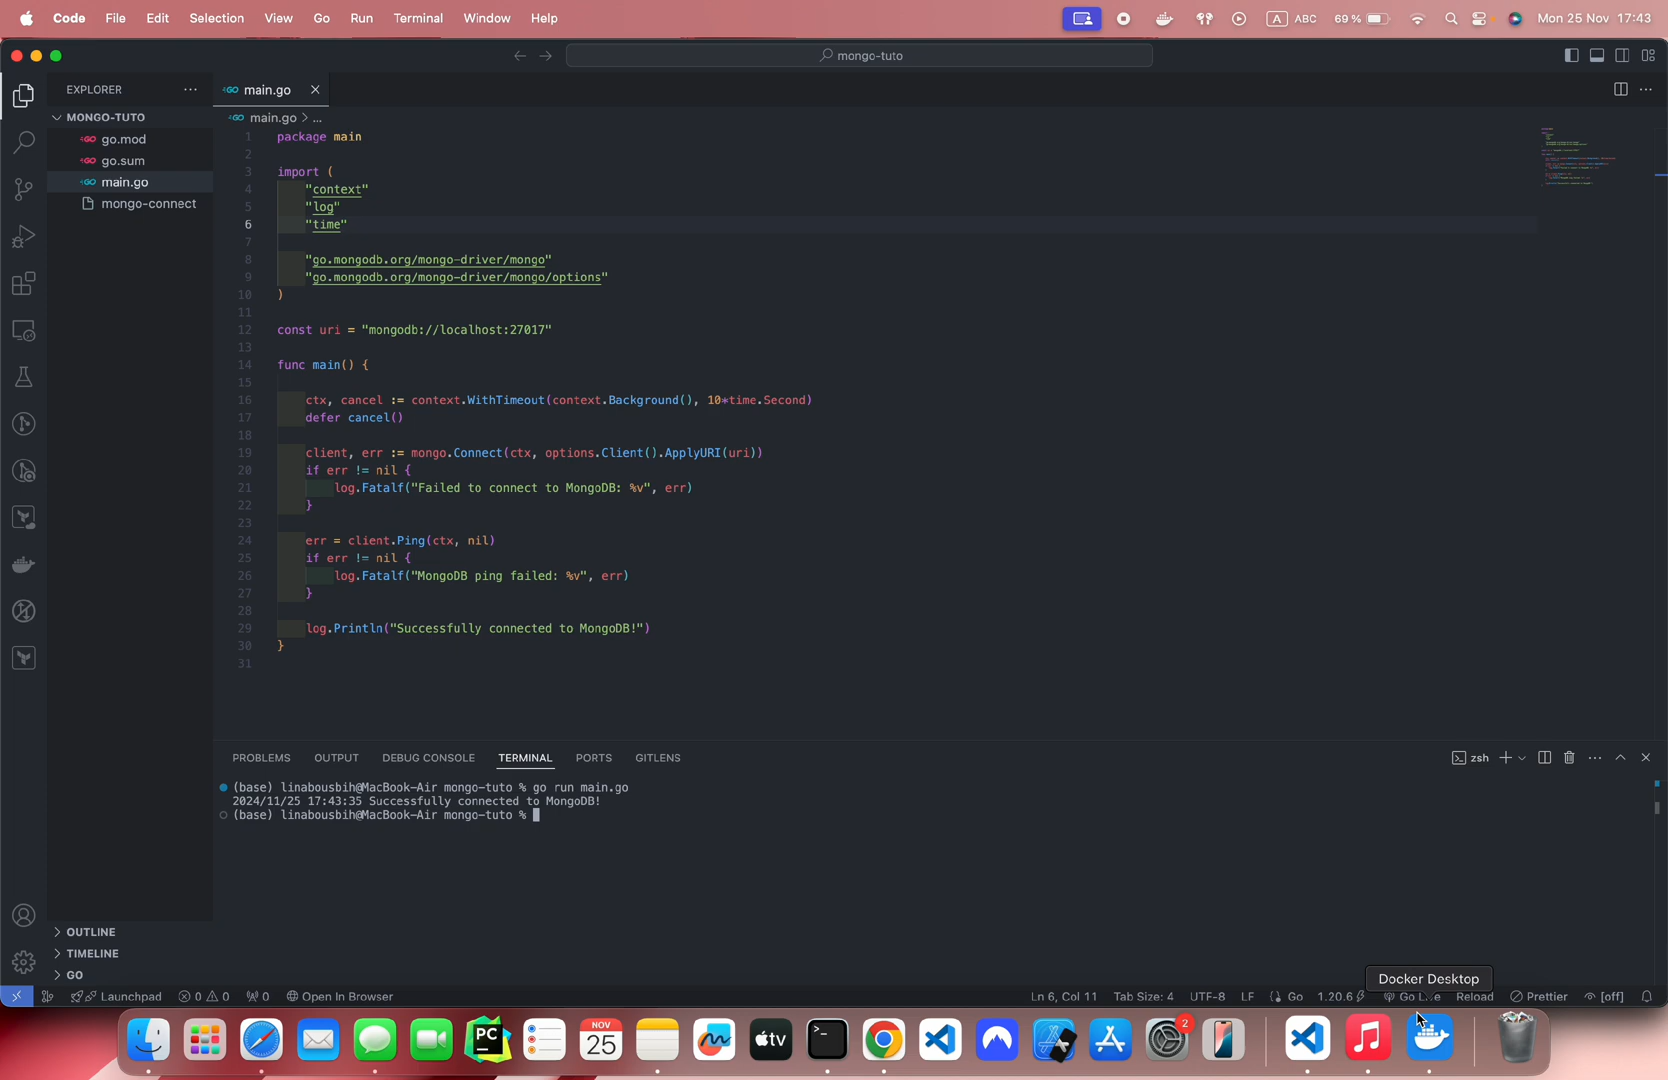 Code File Edit Selection View Go Run Terminal Window Help
A ABC 69% Mon 25 Nov 17:43
mongo-tuto
EXPLORER
main.go
MONGO-TUTO
go.mod
go.sum
main.go
mongo-connect
main.go > ...
1 package main
2
3 import (
4 "context"
5 "log"
6 "time"
7
8 "go.mongodb.org/mongo-driver/mongo"
9 "go.mongodb.org/mongo-driver/mongo/options"
10 )
11
12 const uri = "mongodb://localhost:27017"
13
14 func main() {
15
16 ctx, cancel := context.WithTimeout(context.Background(), 10*time.Second)
17 defer cancel()
18
19 client, err := mongo.Connect(ctx, options.Client().ApplyURI(uri))
20 if err != nil {
21 log.Fatalf("Failed to connect to MongoDB: %v", err)
22 }
23
24 err = client.Ping(ctx, nil)
25 if err != nil {
26 log.Fatalf("MongoDB ping failed: %v", err)
27 }
28
29 log.Println("Successfully connected to MongoDB!")
30 }
31
PROBLEMS OUTPUT DEBUG CONSOLE TERMINAL PORTS GITLENS
zsh
(base) linabousbih@MacBook-Air mongo-tuto % go run main.go
2024/11/25 17:43:35 Successfully connected to MongoDB!
(base) linabousbih@MacBook-Air mongo-tuto %
OUTLINE
TIMELINE
GO
Docker Desktop
Launchpad 0 0 0 Open In Browser
Ln 6, Col 11 Tab Size: 4 UTF-8 LF Go 1.20.6 Go Live Reload Prettier [off]
PC
NOV
25
tv
2